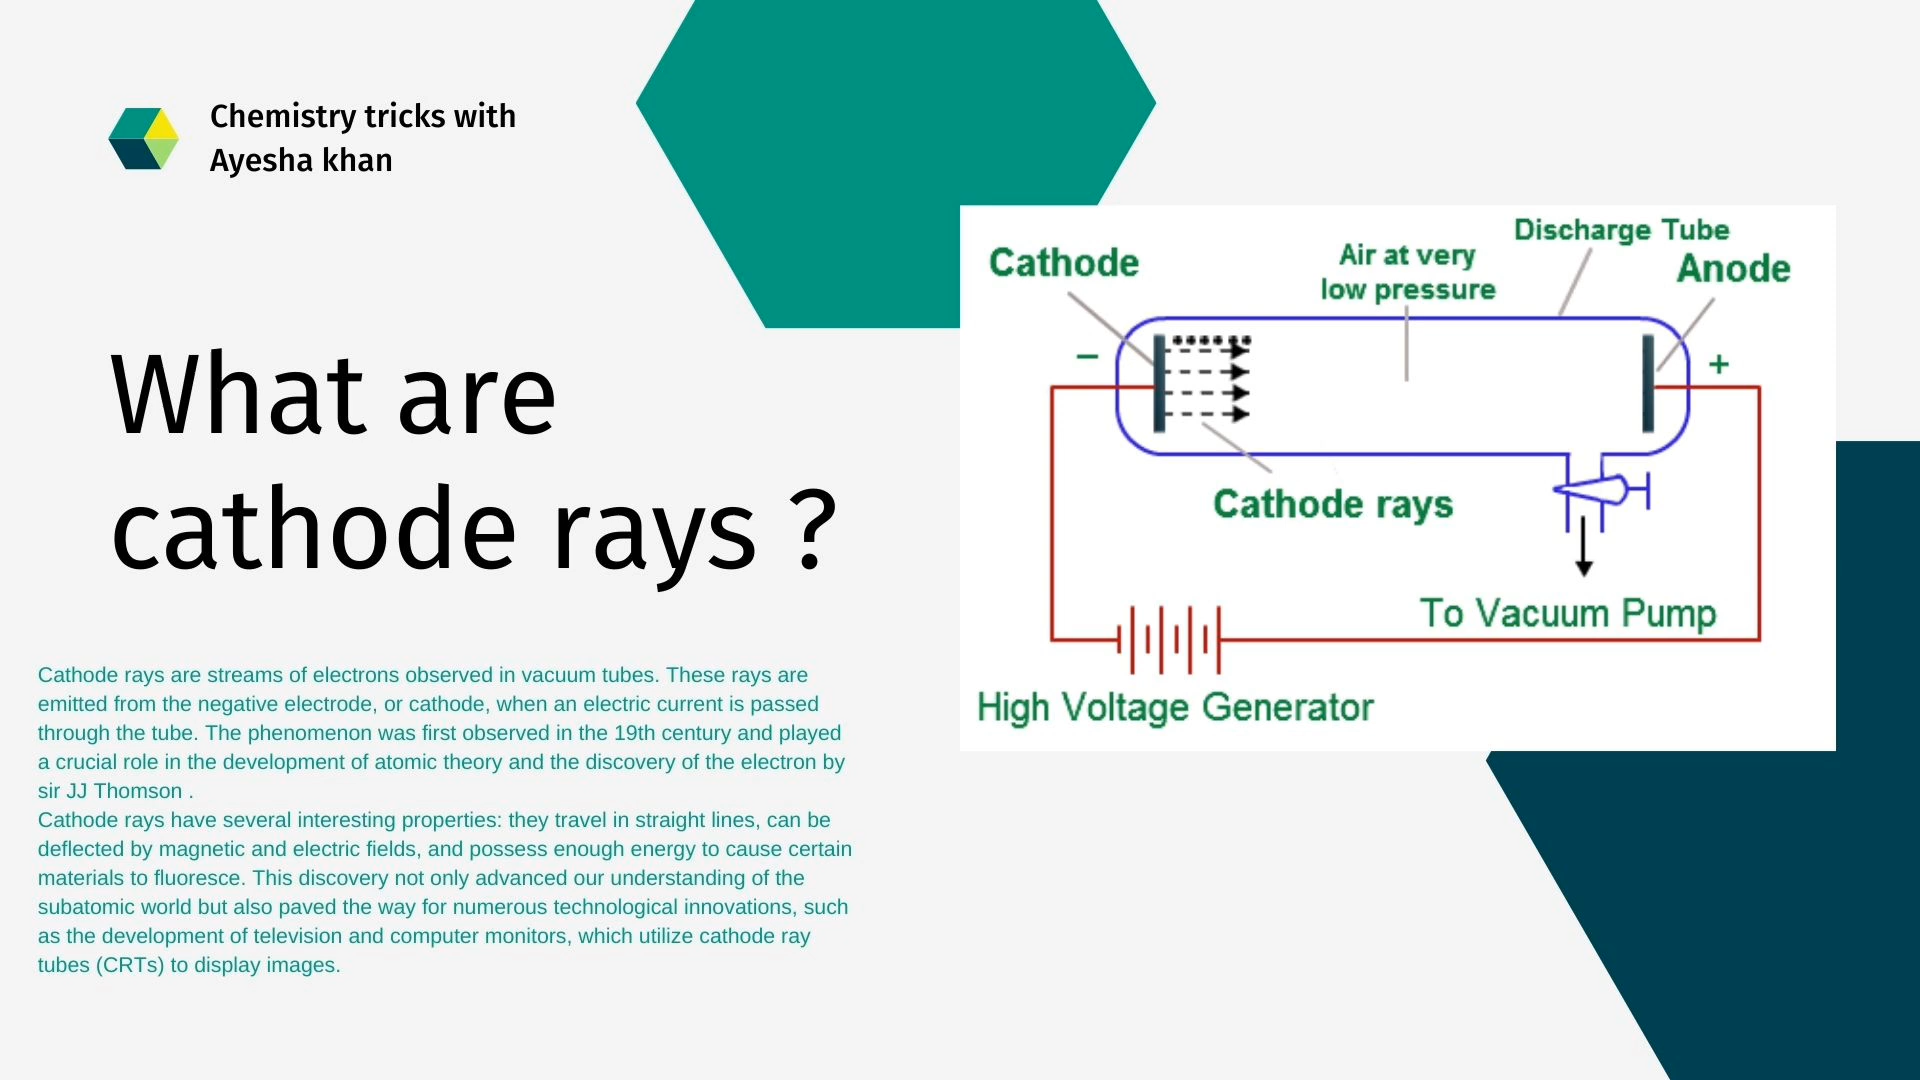 Chemistry tricks with
Ayesha khan
What are
cathode rays ?
Cathode rays are streams of electrons observed in vacuum tubes. These rays are
emitted from the negative electrode, or cathode, when an electric current is passed
through the tube. The phenomenon was first observed in the 19th century and played
a crucial role in the development of atomic theory and the discovery of the electron by
sir JJ Thomson .
Cathode rays have several interesting properties: they travel in straight lines, can be
deflected by magnetic and electric fields, and possess enough energy to cause certain
materials to fluoresce. This discovery not only advanced our understanding of the
subatomic world but also paved the way for numerous technological innovations, such
as the development of television and computer monitors, which utilize cathode ray
tubes (CRTs) to display images.
Discharge Tube
Cathode
Air at very
low pressure
Anode
−
+
Cathode rays
To Vacuum Pump
High Voltage Generator